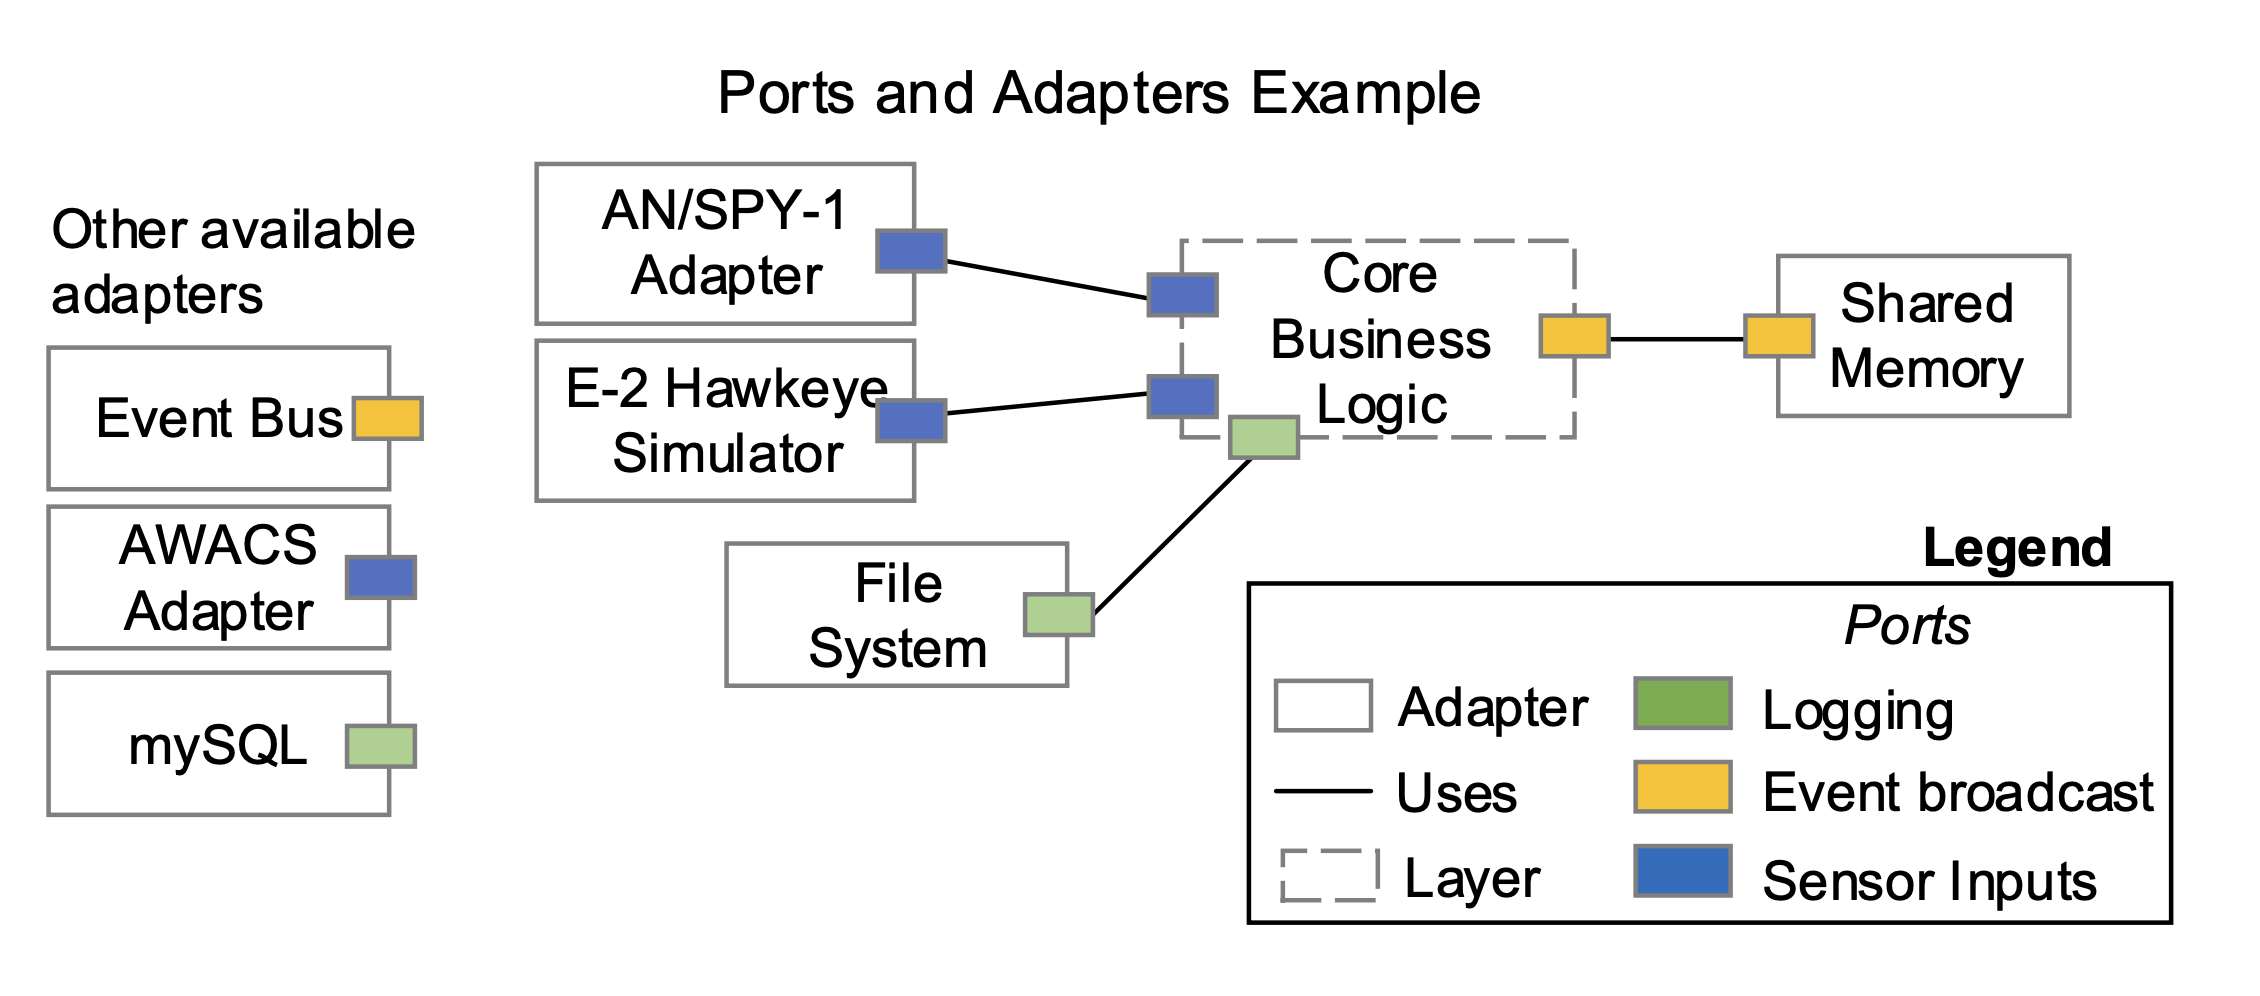 Ports and Adapters Example
Other available
adapters
Event Bus
AWACS
Adapter
mySQL
AN/SPY-1
Adapter
E-2 Hawkeye
Simulator
File
System
Core
Business
Logic
Shared
Memory
Legend
Ports
Adapter
Logging
Uses
Event broadcast
Layer
Sensor Inputs